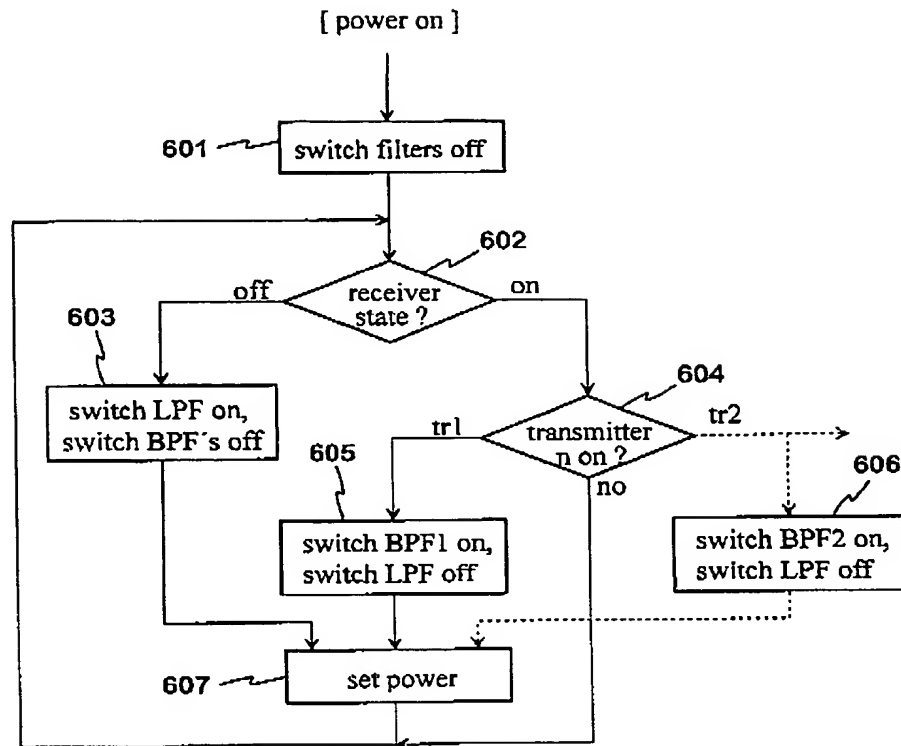 [ power on ]
601
switch filters off
602
receiver
state ?
off
on
603
switch LPF on,
switch BPF´s off
604
transmitter
n on ?
tr1
tr2
no
605
switch BPF1 on,
switch LPF off
606
switch BPF2 on,
switch LPF off
607
set power